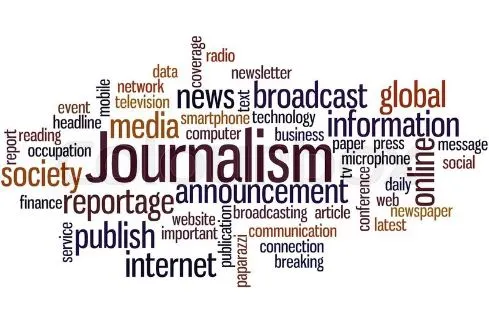 coverage
radio
data
newsletter
network
mobile
television
news
text
broadcast
global
event
headline
media
smartphone
technology
computer
business
information
report
reading
occupation
Journalism
paper
press
message
tv
microphone
online
social
society
announcement
conference
daily
finance
reportage
web
newspaper
website
publication
broadcasting
article
latest
service
publish
important
communication
paparazzi
connection
internet
breaking